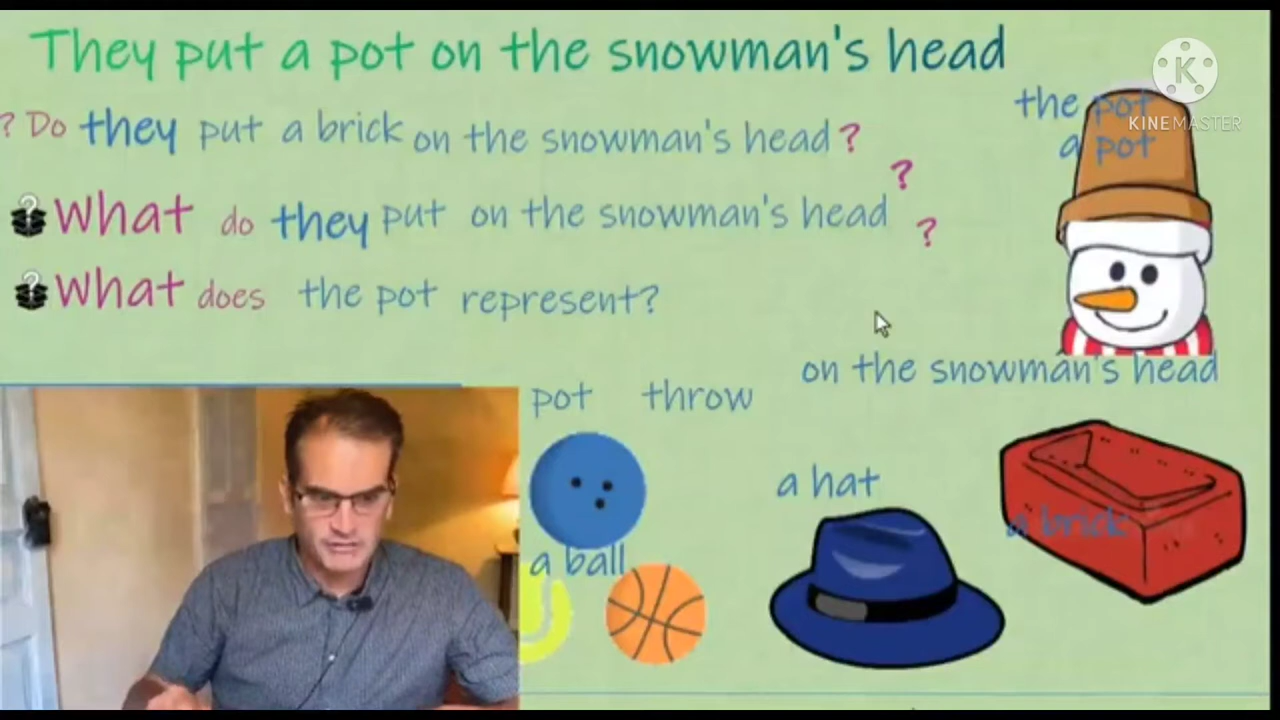 They put a pot on the snowman's head
? Do they put a brick on the snowman's head ?
What do they put on the snowman's head ?
?
What does the pot represent?
the pot
a pot
K
KINEMASTER
on the snowman's head
pot throw
a hat
a brick
a ball